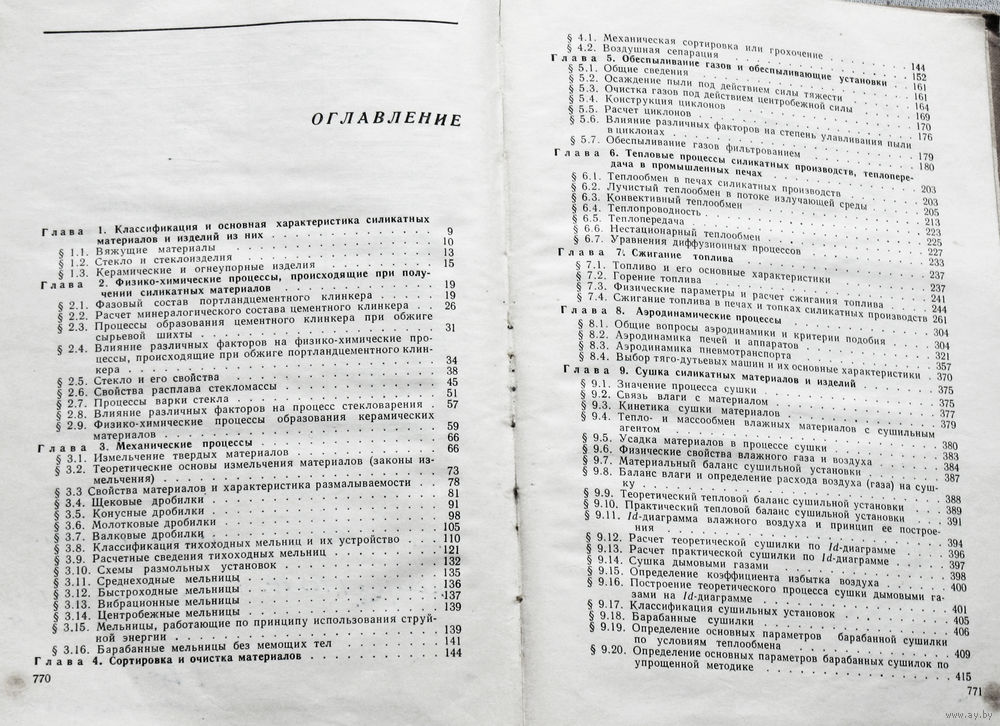 ОГЛАВЛЕНИЕ
Глава 1. Классификация и основная характеристика силикатных
материалов и изделий из них . . . 9
§ 1.1. Вяжущие материалы . . . 10
§ 1.2. Стекло и стеклоизделия . . . 13
§ 1.3. Керамические и огнеупорные изделия . . . 15
Глава 2. Физико-химические процессы, происходящие при полу-
чении силикатных материалов . . . 19
§ 2.1. Фазовый состав портландцементного клинкера . . . 19
§ 2.2. Расчет минералогического состава цементного клинкера . 26
§ 2.3. Процессы образования цементного клинкера при обжиге
сырьевой шихты . . . 31
§ 2.4. Влияние различных факторов на физико-химические про-
цессы, происходящие при обжиге портландцементного клин-
кера . . . 34
§ 2.5. Стекло и его свойства . . . 38
§ 2.6. Свойства расплава стекломассы . . . 45
§ 2.7. Процессы варки стекла . . . 51
§ 2.8. Влияние различных факторов на процесс стекловарения . 57
§ 2.9. Физико-химические процессы образования керамических
материалов . . . 59
Глава 3. Механические процессы . . . 66
§ 3.1. Измельчение твердых материалов . . . 66
§ 3.2. Теоретические основы измельчения материалов (законы из-
мельчения) . . . 73
§ 3.3 Свойства материалов и характеристика размалываемости . 78
§ 3.4. Щековые дробилки . . . 81
§ 3.5. Конусные дробилки . . . 91
§ 3.6. Молотковые дробилки . . . 98
§ 3.7. Валковые дробилки . . . 105
§ 3.8. Классификация тихоходных мельниц и их устройство . . 110
§ 3.9. Расчетные сведения тихоходных мельниц . . . 121
§ 3.10. Схемы размольных установок . . . 132
§ 3.11. Среднеходные мельницы . . . 135
§ 3.12. Быстроходные мельницы . . . 136
§ 3.13. Вибрационные мельницы . . . 137
§ 3.14. Центробежные мельницы . . . 139
§ 3.15. Мельницы, работающие по принципу использования струй-
ной энергии . . . 139
§ 3.16. Барабанные мельницы без мемющих тел . . . 141
Глава 4. Сортировка и очистка материалов . . . 144
770
§ 4.1. Механическая сортировка или грохочение . . . 144
§ 4.2. Воздушная сепарация . . . 152
Глава 5. Обеспыливание газов и обеспыливающие установки . . 161
§ 5.1. Общие сведения . . . 161
§ 5.2. Осаждение пыли под действием силы тяжести . . . 164
§ 5.3. Очистка газов под действием центробежной силы . . . 169
§ 5.4. Конструкция циклонов . . . 170
§ 5.5. Расчет циклонов . . . 176
§ 5.6. Влияние различных факторов на степень улавливания пыли
в циклонах . . . 179
§ 5.7. Обеспыливание газов фильтрованием . . . 180
Глава 6. Тепловые процессы силикатных производств, теплопере-
дача в промышленных печах . . . 203
§ 6.1. Теплообмен в печах силикатных производств . . . 203
§ 6.2. Лучистый теплообмен в потоке излучающей среды . . . 205
§ 6.3. Конвективный теплообмен . . . 213
§ 6.4. Теплопроводность . . . 223
§ 6.5. Теплопередача . . . 225
§ 6.6. Нестационарный теплообмен . . . 227
§ 6.7. Уравнения диффузионных процессов . . . 233
Глава 7. Сжигание топлива . . . 237
§ 7.1. Топливо и его основные характеристики . . . 237
§ 7.2. Горение топлива . . . 241
§ 7.3. Физические параметры и расчет сжигания топлива . . . 244
§ 7.4. Сжигание топлива в печах и топках силикатных производств 261
Глава 8. Аэродинамические процессы . . . 304
§ 8.1. Общие вопросы аэродинамики и критерии подобия . . . 304
§ 8.2. Аэродинамика печей и аппаратов . . . 321
§ 8.3. Аэродинамика пневмотранспорта . . . 357
§ 8.4. Выбор тяго-дутьевых машин и их основные характеристики . 370
Глава 9. Сушка силикатных материалов и изделий . . . 375
§ 9.1. Значение процесса сушки . . . 375
§ 9.2. Связь влаги с материалом . . . 377
§ 9.3. Кинетика сушки материалов . . . 379
§ 9.4. Тепло- и массообмен влажных материалов с сушильным
агентом . . . 380
§ 9.5. Усадка материалов в процессе сушки . . . 383
§ 9.6. Физические свойства влажного газа и воздуха . . . 384
§ 9.7. Материальный баланс сушильной установки . . . 387
§ 9.8. Баланс влаги и определение расхода воздуха (газа) на суш-
ку . . . 388
§ 9.9. Теоретический тепловой баланс сушильной установки . . 389
§ 9.10. Практический тепловой баланс сушильной установки . . 391
§ 9.11. Id-диаграмма влажного воздуха и принцип ее построе-
ния . . . 394
§ 9.12. Расчет теоретической сушилки по Id-диаграмме . . . 396
§ 9.13. Расчет практической сушилки по Id-диаграмме . . . 397
§ 9.14. Сушка дымовыми газами . . . 398
§ 9.15. Определение коэффициента избытка воздуха . . . 400
§ 9.16. Построение теоретического процесса сушки дымовыми га-
зами на Id-диаграмме . . . 401
§ 9.17. Классификация сушильных установок . . . 405
§ 9.18. Барабанные сушилки . . . 406
§ 9.19. Определение основных параметров барабанной сушилки
по условиям теплообмена . . . 409
§ 9.20. Определение основных параметров барабанных сушилок по
упрощенной методике . . . 415
771
www.ay.by